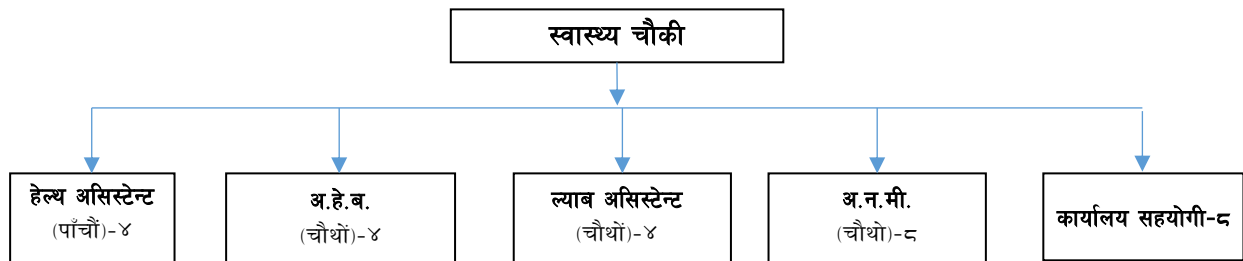 स्वास्थ्य चौकी
हेल्थ असिस्टेन्ट
(पाँचौं)-४
अ.हे.ब.
(चौथों)-४
ल्याब असिस्टेन्ट
(चौथों)-४
अ.न.मी.
(चौथो)-८
कार्यालय सहयोगी-८